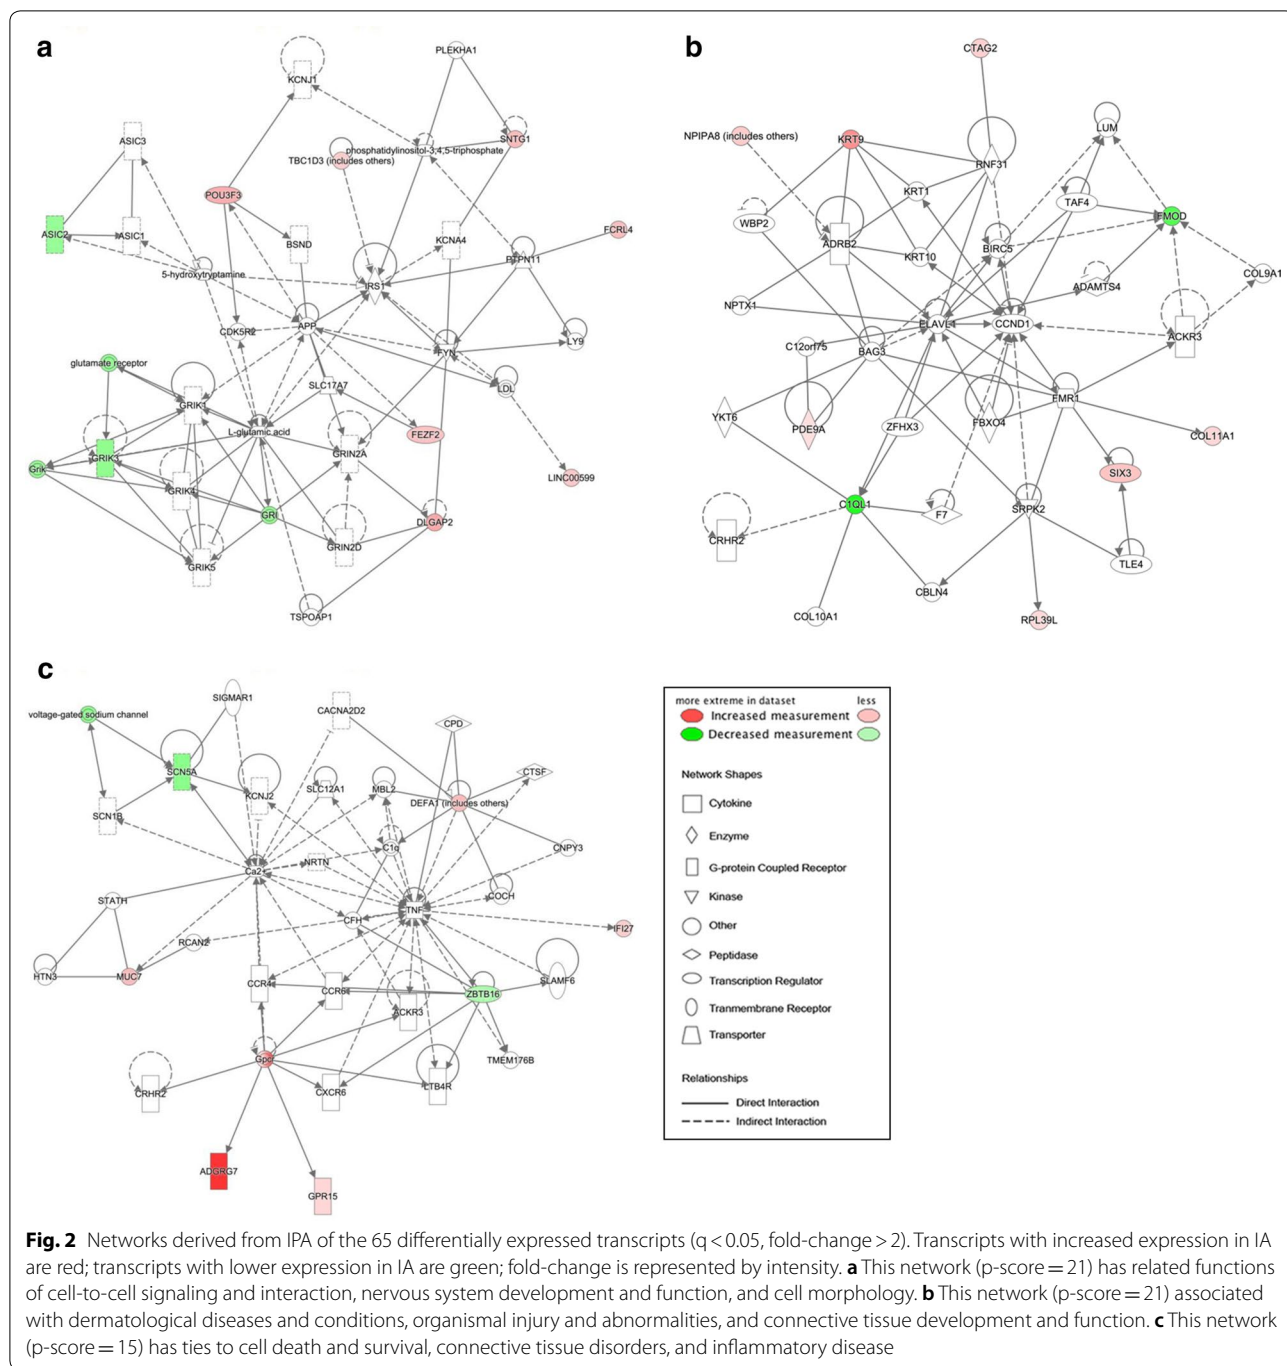 a
PLEKHA1
KCNJ1
ASIC3
SNTG1
phosphatidylinositol-3,4,5-triphosphate
TBC1D3 (includes others)
POU3F3
ASIC2
ASIC1
BSND
KCNA4
FCRL4
PTPN11
5-hydroxytryptamine
IRS1
CDK5R2
APP
FYN
LY9
glutamate receptor
SLC17A7
LDL
GRIK1
L-glutamic acid
FEZF2
GRIK3
GRIN2A
Grik
LINC00599
GRIK4
GRI
DLGAP2
GRIN2D
GRIK5
TSPOAP1
b
CTAG2
NPIPA8 (includes others)
KRT9
LUM
RNF31
KRT1
TAF4
WBP2
FMOD
ADRB2
KRT10
BIRC5
COL9A1
ADAMTS4
NPTX1
ELAVL1
CCND1
ACKR3
C12orf75
BAG3
YKT6
PDE9A
ZFHX3
FBXO4
FMR1
COL11A1
SIX3
C1QL1
F7
SRPK2
CRHR2
TLE4
CBLN4
COL10A1
RPL39L
c
SIGMAR1
voltage-gated sodium channel
CACNA2D2
CPD
SCN5A
CTSF
KCNJ2
SLC12A1
MBL2
DEFA1 (includes others)
SCN1B
C1q
CNPY3
NRTN
Ca2+
STATH
COCH
TNF
CFH
IFI27
RCAN2
HTN3
MUC7
CCR4
CCR6
SLAMF6
ZBTB16
ACKR3
Gpcr
TMEM176B
CRHR2
CXCR6
LTB4R
ADGRG7
GPR15
more extreme in dataset less
Increased measurement
Decreased measurement
Network Shapes
Cytokine
Enzyme
G-protein Coupled Receptor
Kinase
Other
Peptidase
Transcription Regulator
Tranmembrane Receptor
Transporter
Relationships
Direct Interaction
Indirect Interaction
Fig. 2 Networks derived from IPA of the 65 differentially expressed transcripts (q < 0.05, fold-change > 2). Transcripts with increased expression in IA
are red; transcripts with lower expression in IA are green; fold-change is represented by intensity. a This network (p-score = 21) has related functions
of cell-to-cell signaling and interaction, nervous system development and function, and cell morphology. b This network (p-score = 21) associated
with dermatological diseases and conditions, organismal injury and abnormalities, and connective tissue development and function. c This network
(p-score = 15) has ties to cell death and survival, connective tissue disorders, and inflammatory disease